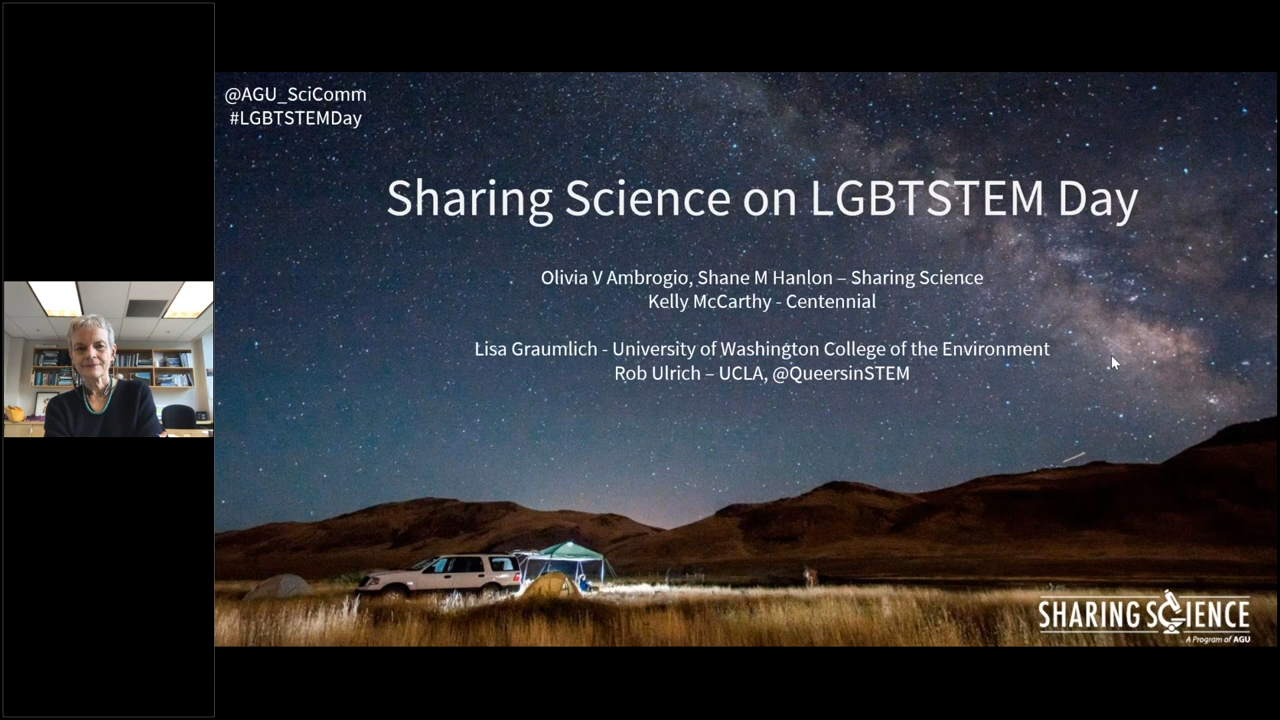 @AGU_SciComm
#LGBTSTEMDay
Sharing Science on LGBTSTEM Day
Olivia V Ambrogio, Shane M Hanlon – Sharing Science
Kelly McCarthy - Centennial
Lisa Graumlich - University of Washington College of the Environment
Rob Ulrich – UCLA, @QueersinSTEM
SHARING SCIENCE
A Program of AGU